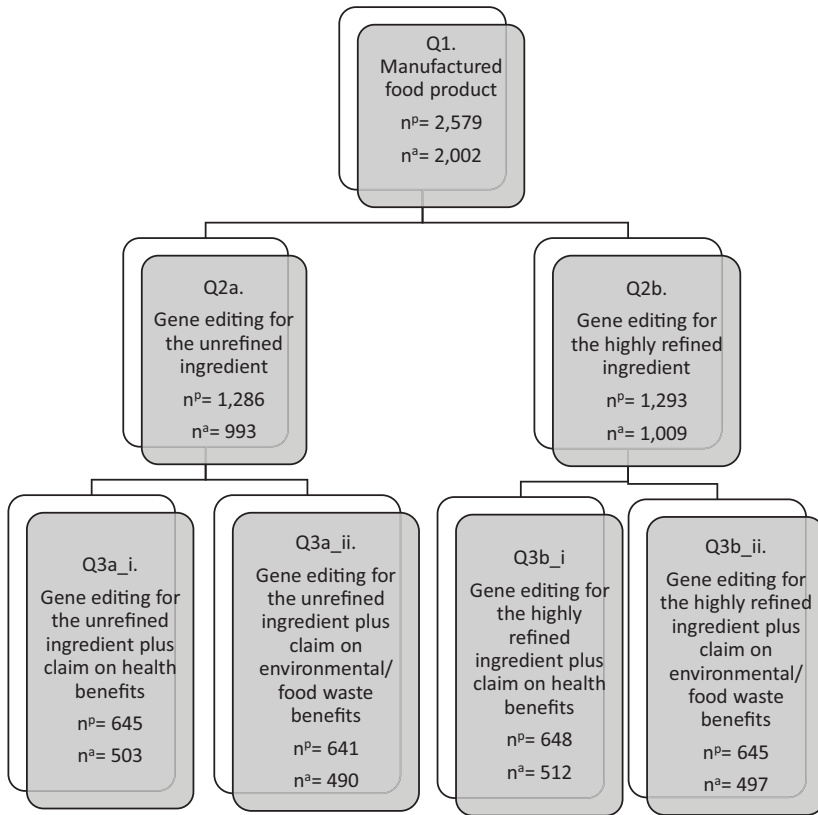 Q1.
Manufactured
food product
nᵖ= 2,579
nᵃ= 2,002
Q2a.
Gene editing for
the unrefined
ingredient
nᵖ= 1,286
nᵃ= 993
Q2b.
Gene editing for
the highly refined
ingredient
nᵖ= 1,293
nᵃ= 1,009
Q3a_i.
Gene editing for
the unrefined
ingredient plus
claim on health
benefits
nᵖ= 645
nᵃ= 503
Q3a_ii.
Gene editing for
the unrefined
ingredient plus
claim on
environmental/
food waste
benefits
nᵖ= 641
nᵃ= 490
Q3b_i
Gene editing for
the highly
refined
ingredient plus
claim on health
benefits
nᵖ= 648
nᵃ= 512
Q3b_ii.
Gene editing for
the highly refined
ingredient plus
claim on
environmental/
food waste
benefits
nᵖ= 645
nᵃ= 497